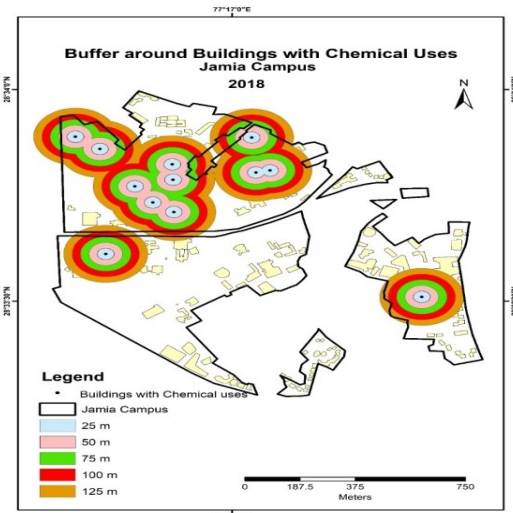 77°17'0"E
Buffer around Buildings with Chemical Uses
Jamia Campus
2018
28°34'0"N
N
28°33'30"N
Legend
Buildings with Chemical uses
Jamia Campus
25 m
50 m
75 m
100 m
125 m
0 187.5 375 750
Meters